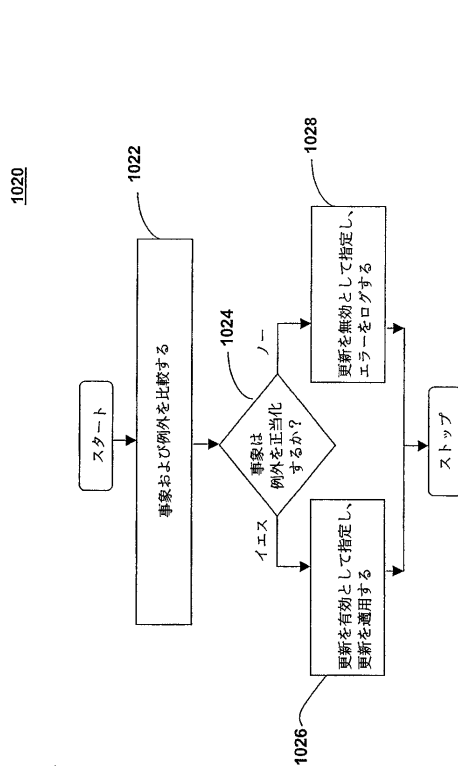 1020
スタート
1022
事象および例外を比較する
1024
事象は
例外を正当化
するか?
イエス
ノー
1026
更新を有効として指定し、
更新を適用する
1028
更新を無効として指定し、
エラーをログする
ストップ